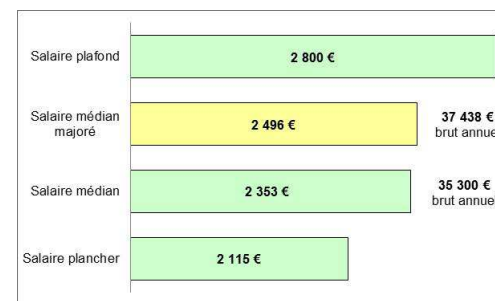 Salaire plafond
2 800 €
Salaire médian
majoré
2 496 €
37 438 €
brut annue
Salaire médian
2 353 €
35 300 €
brut annue
Salaire plancher
2 115 €